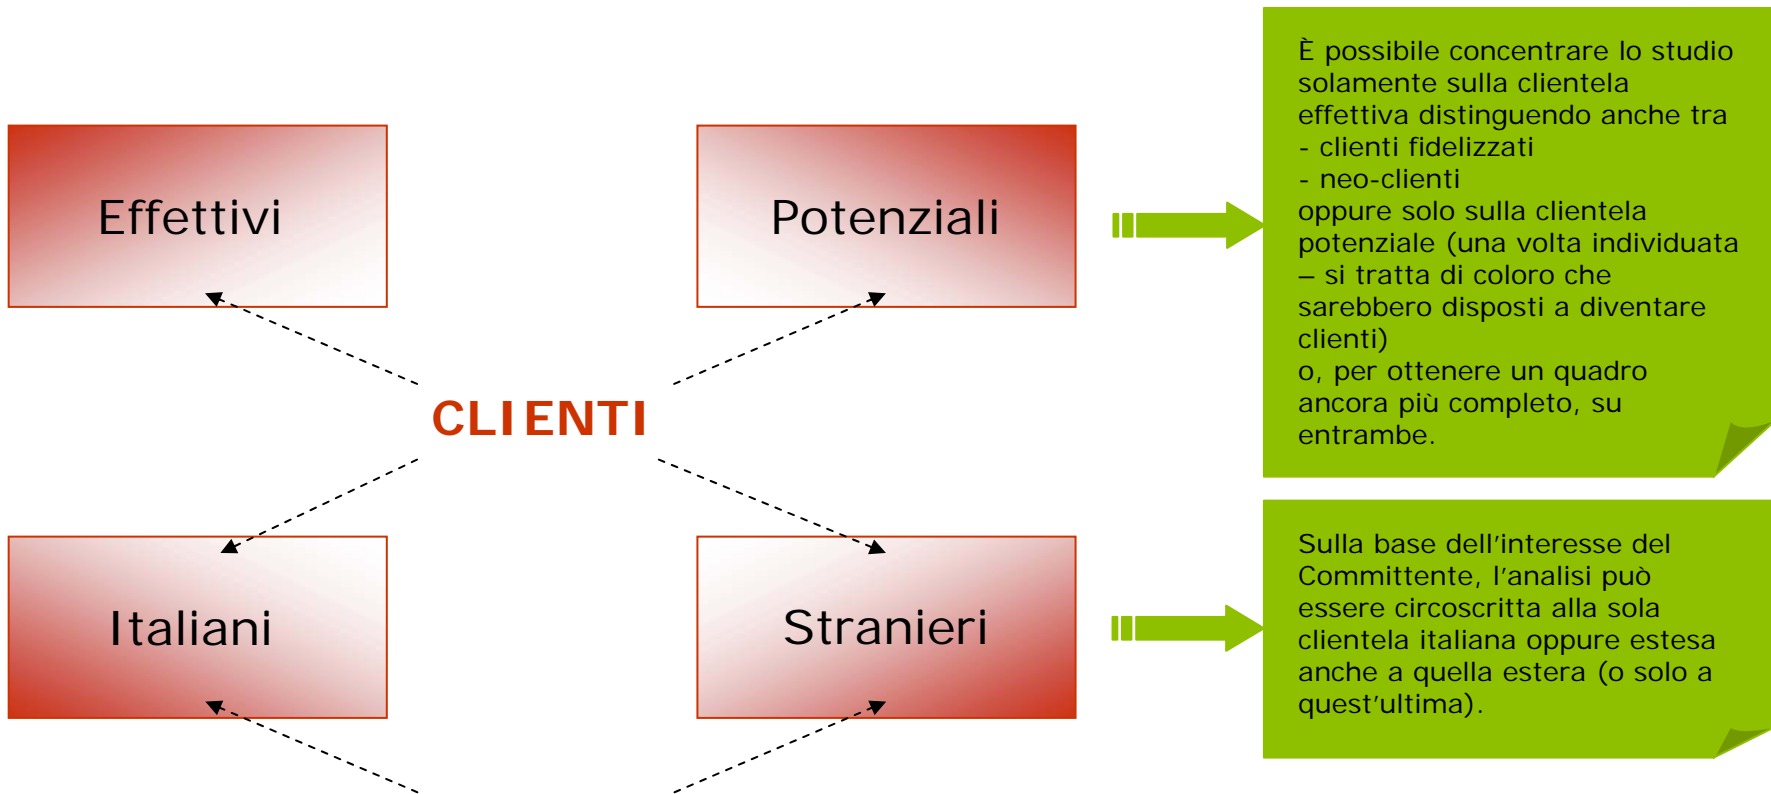 Effettivi
Potenziali
È possibile concentrare lo studio
solamente sulla clientela
effettiva distinguendo anche tra
- clienti fidelizzati
- neo-clienti
oppure solo sulla clientela
potenziale (una volta individuata
– si tratta di coloro che
sarebbero disposti a diventare
clienti)
o, per ottenere un quadro
ancora più completo, su
entrambe.
CLIENTI
Italiani
Stranieri
Sulla base dell’interesse del
Committente, l’analisi può
essere circoscritta alla sola
clientela italiana oppure estesa
anche a quella estera (o solo a
quest’ultima).